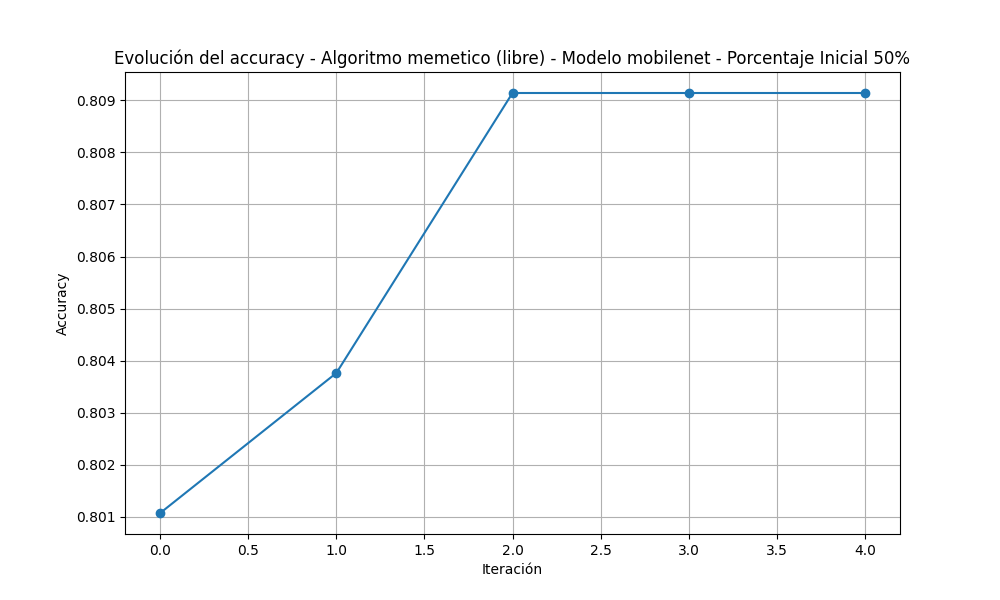 Evolución del accuracy - Algoritmo memetico (libre) - Modelo mobilenet - Porcentaje Inicial 50%
0.809
0.808
0.807
0.806
0.805
0.804
0.803
0.802
0.801
Accuracy
0.0 0.5 1.0 1.5 2.0 2.5 3.0 3.5 4.0
Iteración